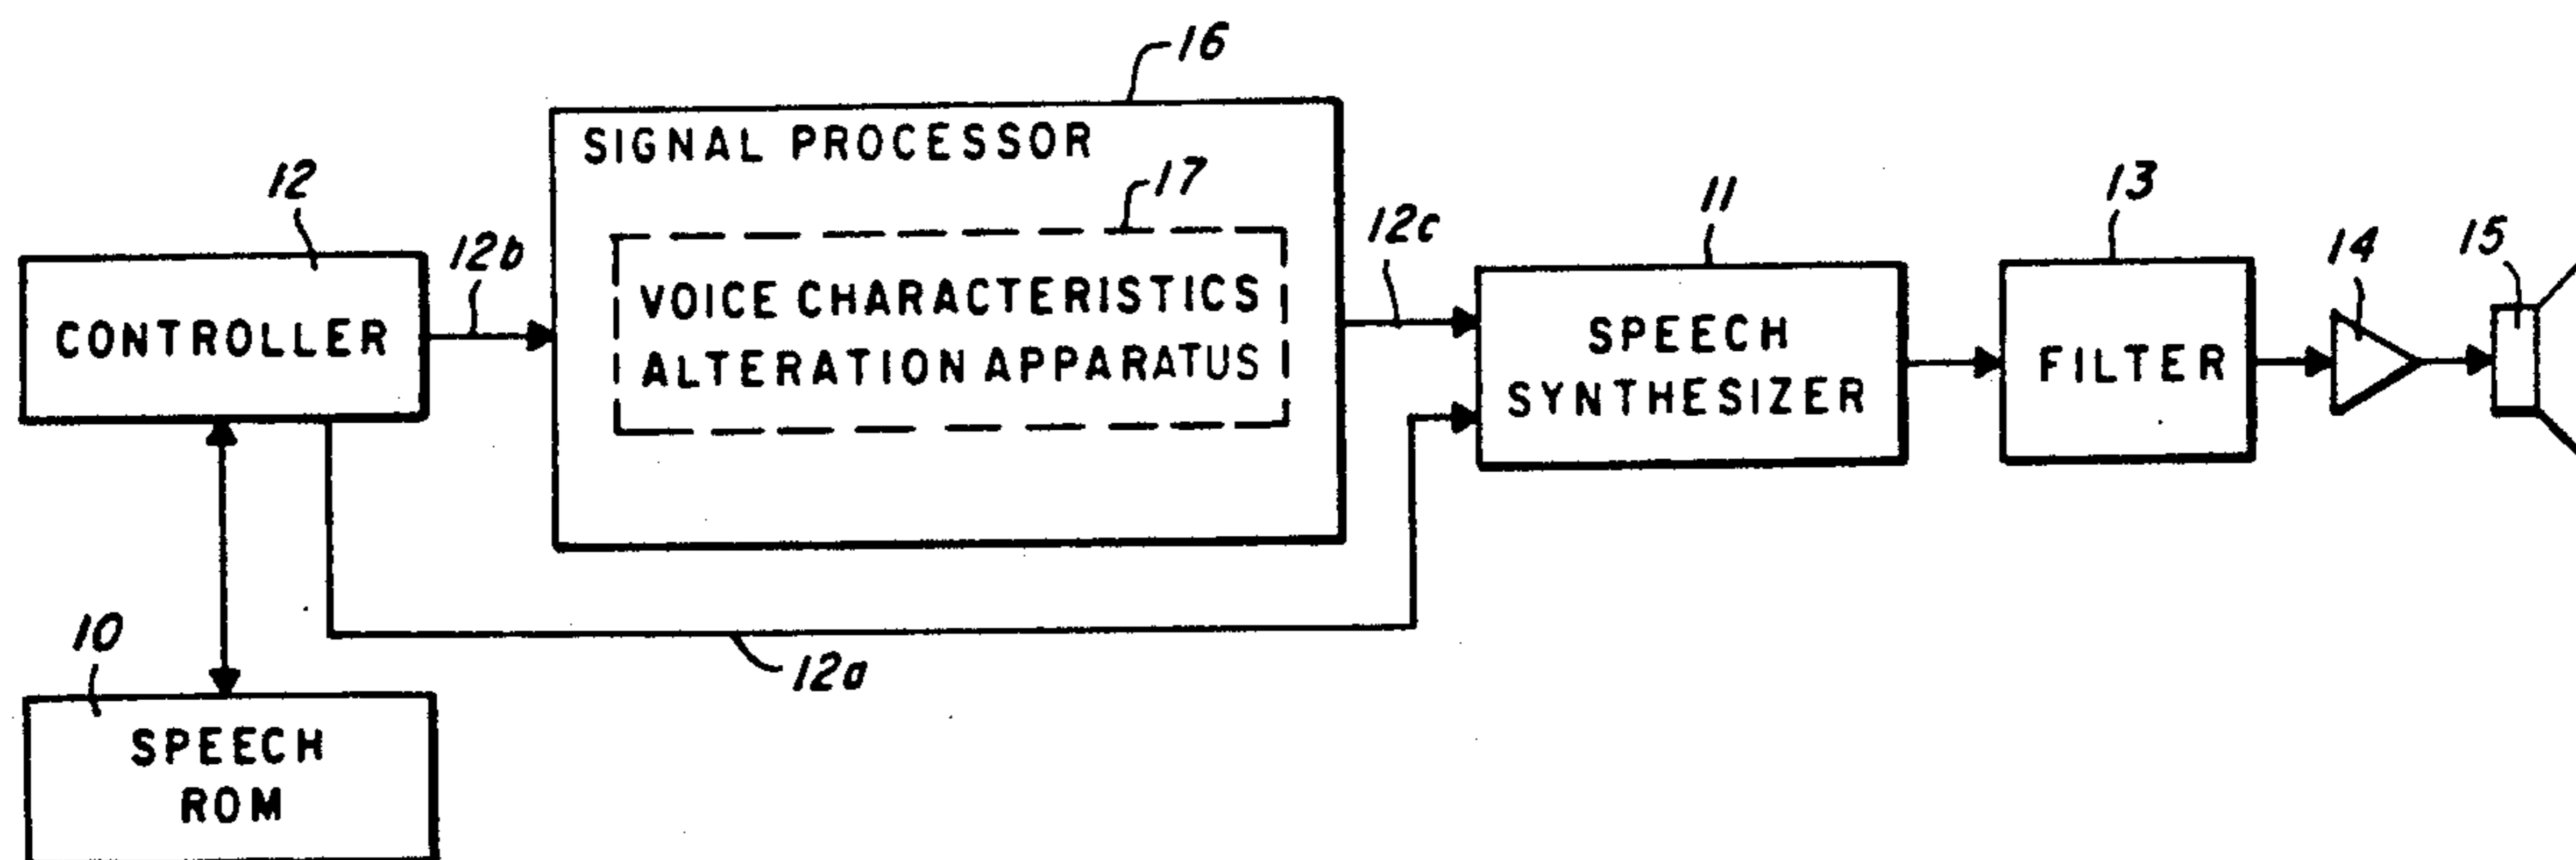 16
SIGNAL PROCESSOR
17
12
12b
12c
11
13
14
15
CONTROLLER
VOICE CHARACTERISTICS
ALTERATION APPARATUS
SPEECH
SYNTHESIZER
FILTER
12a
10
SPEECH
ROM